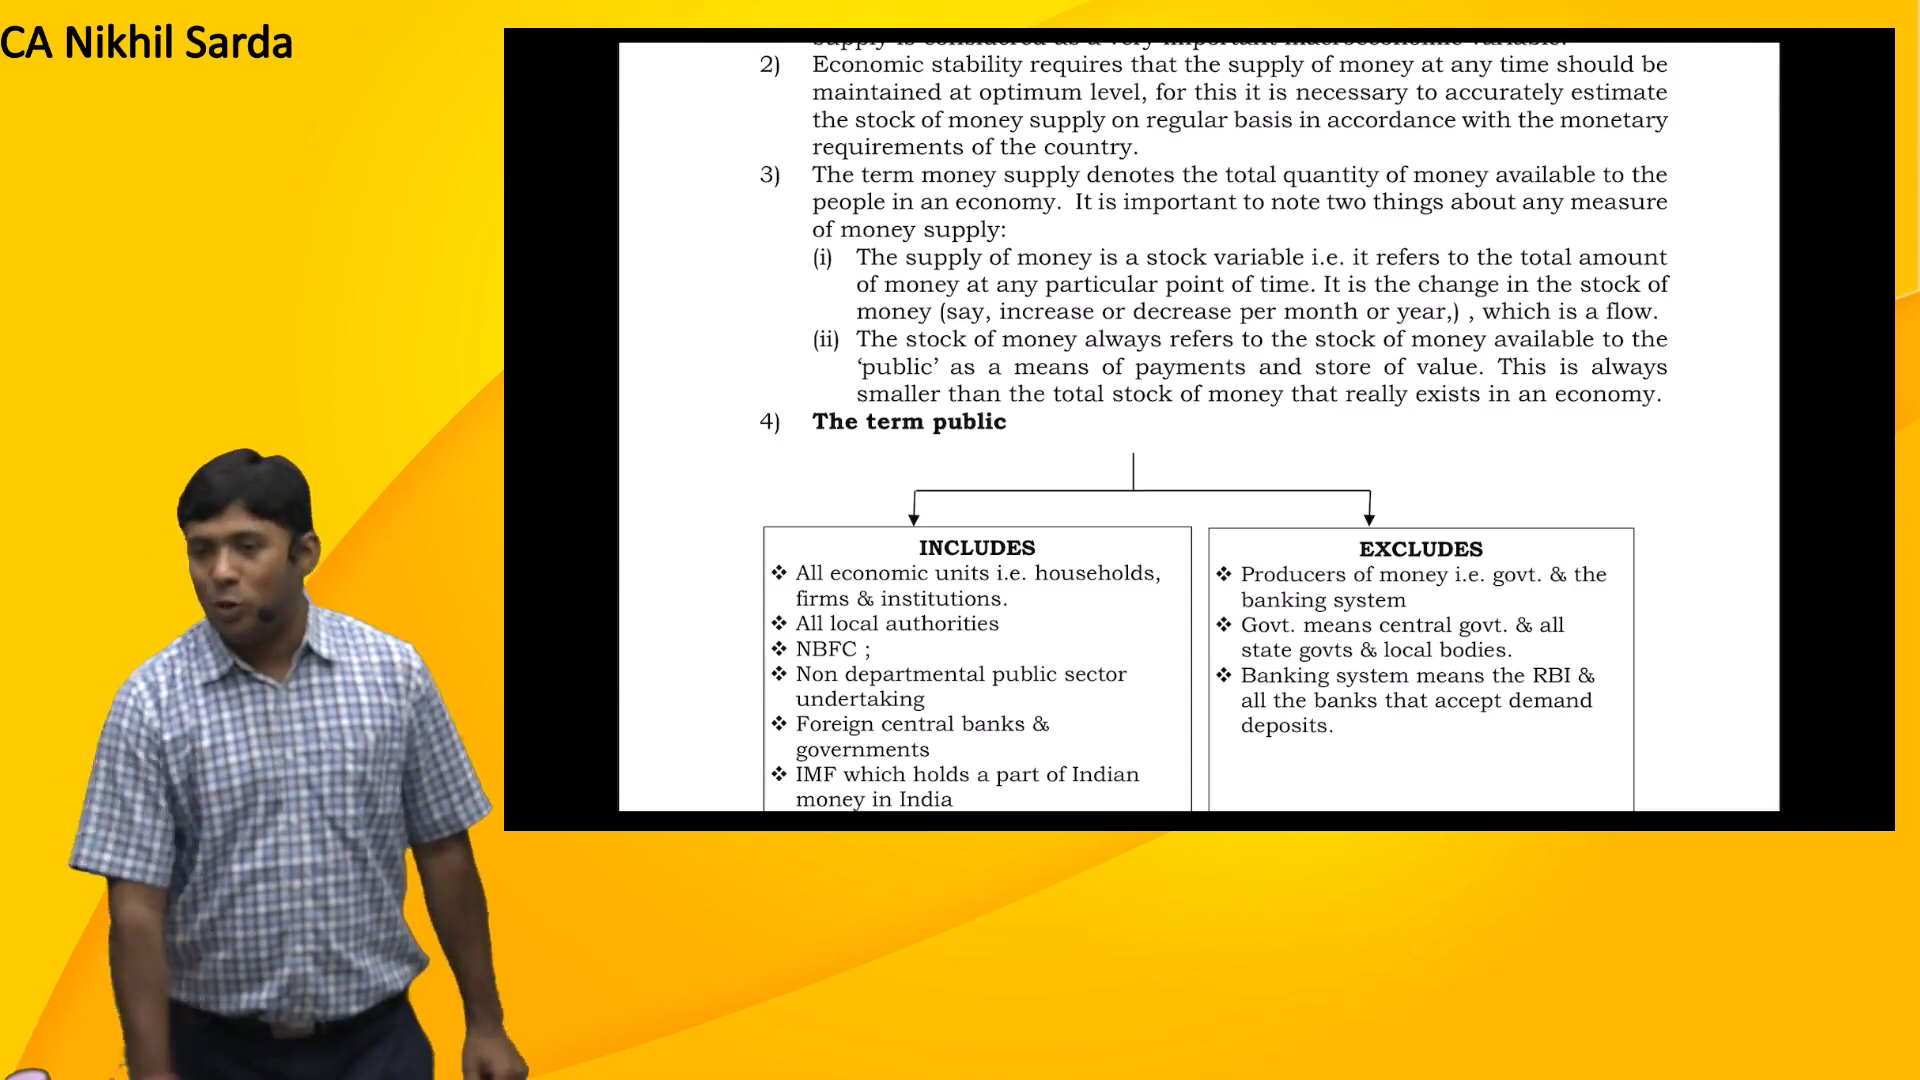 CA Nikhil Sarda
supply is considered as a very important macroeconomic variable.
2) Economic stability requires that the supply of money at any time should be
maintained at optimum level, for this it is necessary to accurately estimate
the stock of money supply on regular basis in accordance with the monetary
requirements of the country.
3) The term money supply denotes the total quantity of money available to the
people in an economy. It is important to note two things about any measure
of money supply:
(i) The supply of money is a stock variable i.e. it refers to the total amount
of money at any particular point of time. It is the change in the stock of
money (say, increase or decrease per month or year,) , which is a flow.
(ii) The stock of money always refers to the stock of money available to the
‘public’ as a means of payments and store of value. This is always
smaller than the total stock of money that really exists in an economy.
4) The term public
INCLUDES
❖ All economic units i.e. households,
firms & institutions.
❖ All local authorities
❖ NBFC ;
❖ Non departmental public sector
undertaking
❖ Foreign central banks &
governments
❖ IMF which holds a part of Indian
money in India
EXCLUDES
❖ Producers of money i.e. govt. & the
banking system
❖ Govt. means central govt. & all
state govts & local bodies.
❖ Banking system means the RBI &
all the banks that accept demand
deposits.